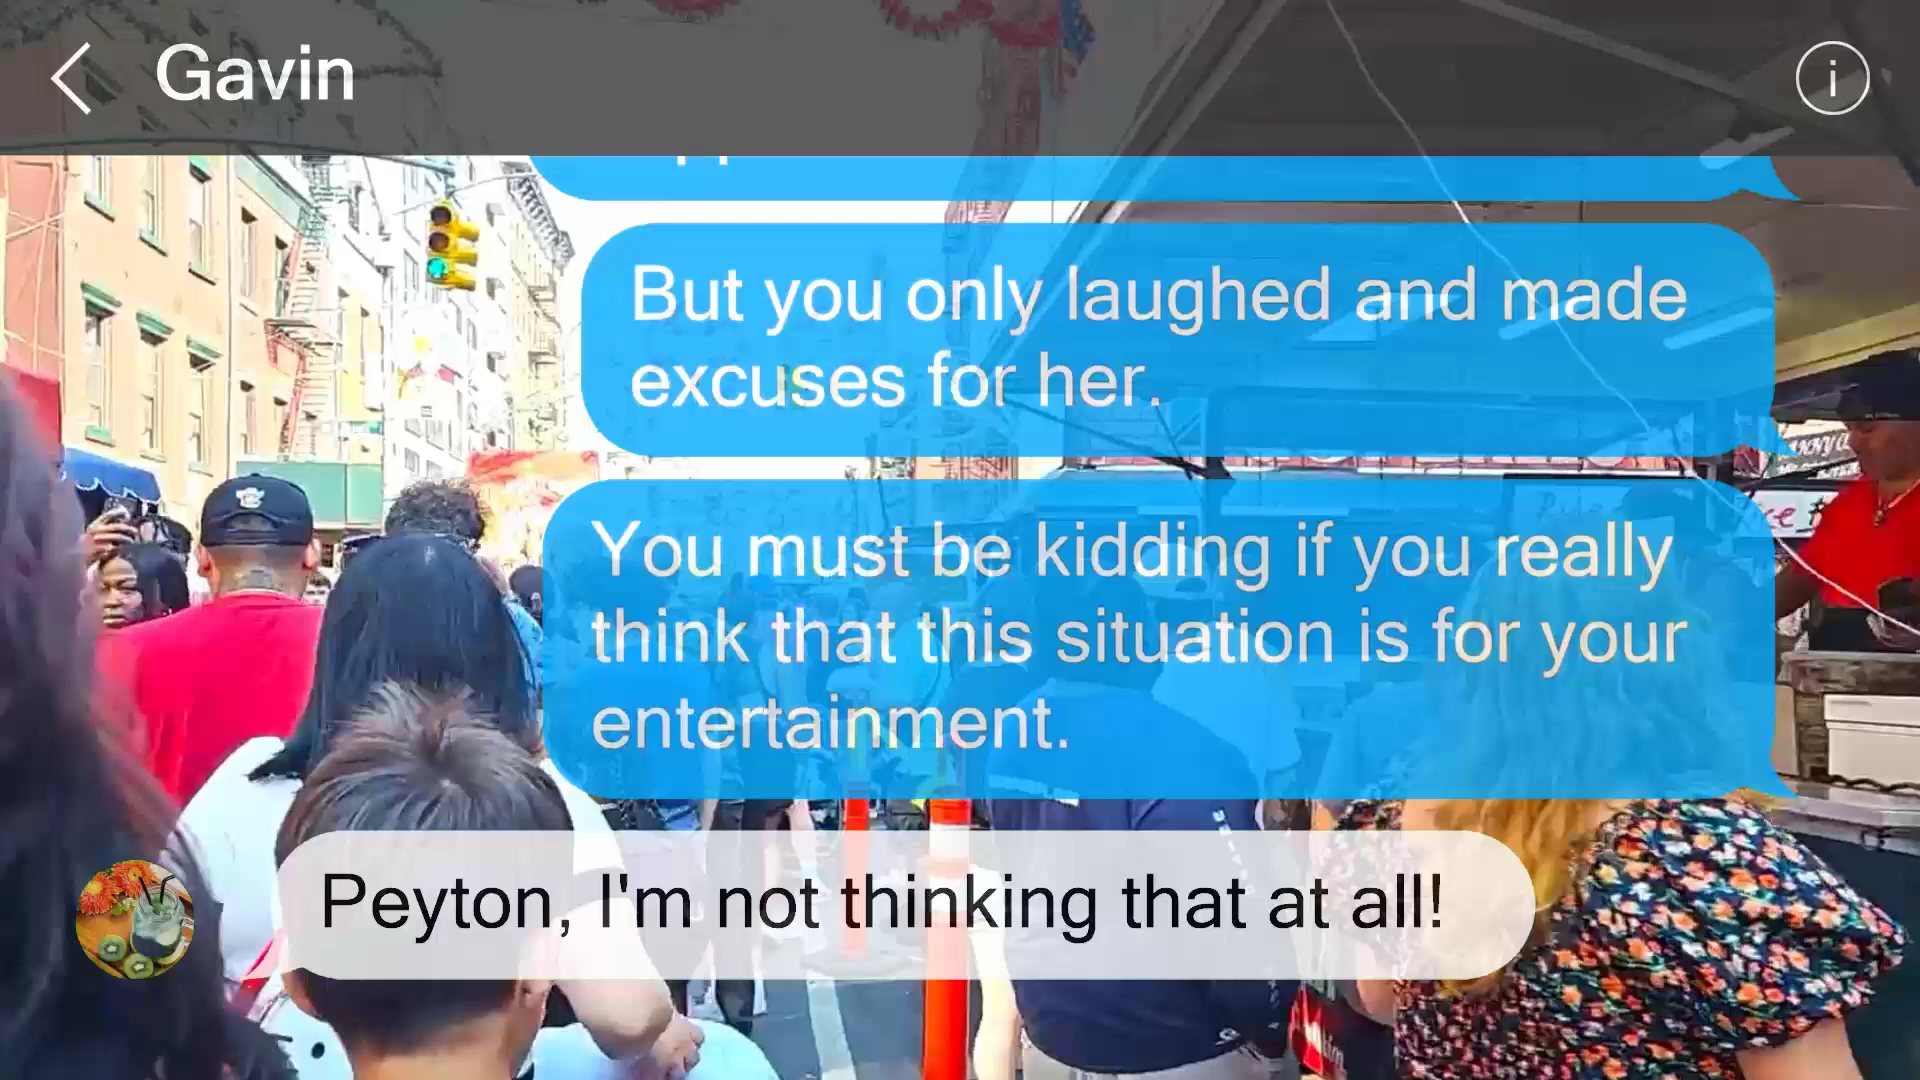 Gavin
But you only laughed and made
excuses for her.
You must be kidding if you really
think that this situation is for your
entertainment.
Peyton, I'm not thinking that at all!